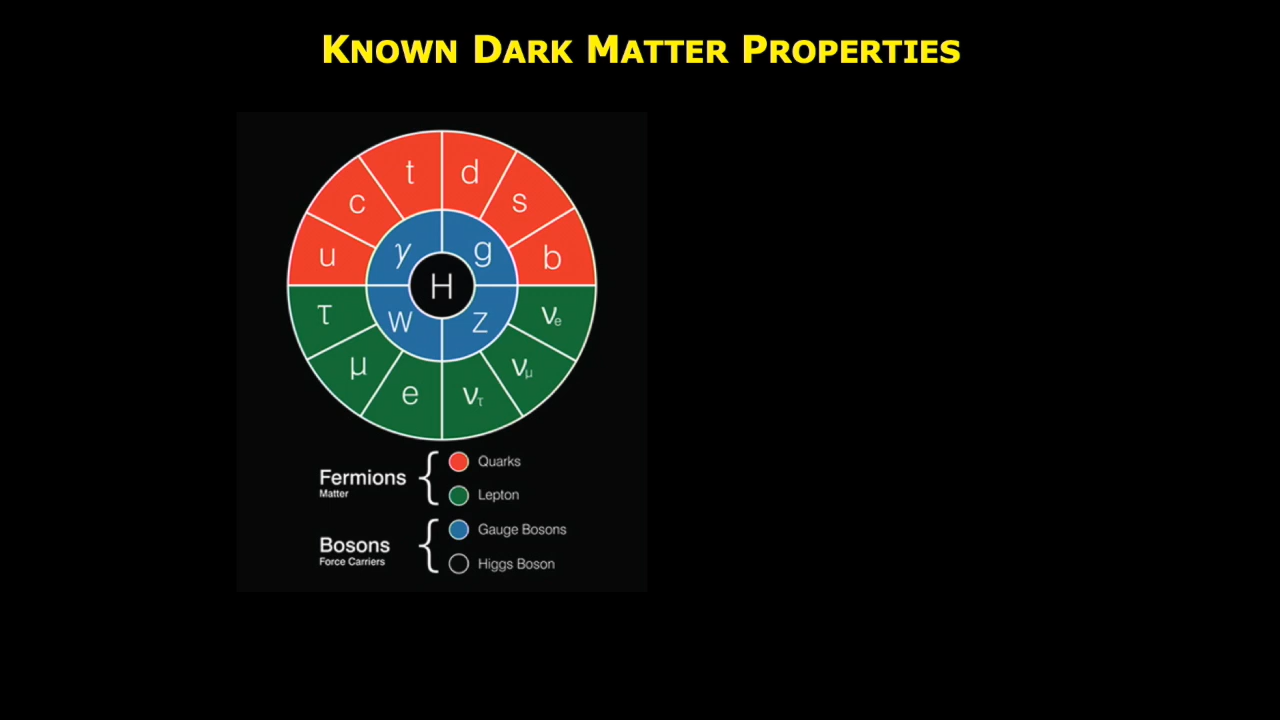 KNOWN DARK MATTER PROPERTIES
t d
c s
u γ g b
H
τ W Z νe
μ νμ
e ντ
Quarks
Fermions
Matter
Lepton
Gauge Bosons
Bosons
Force Carriers
Higgs Boson